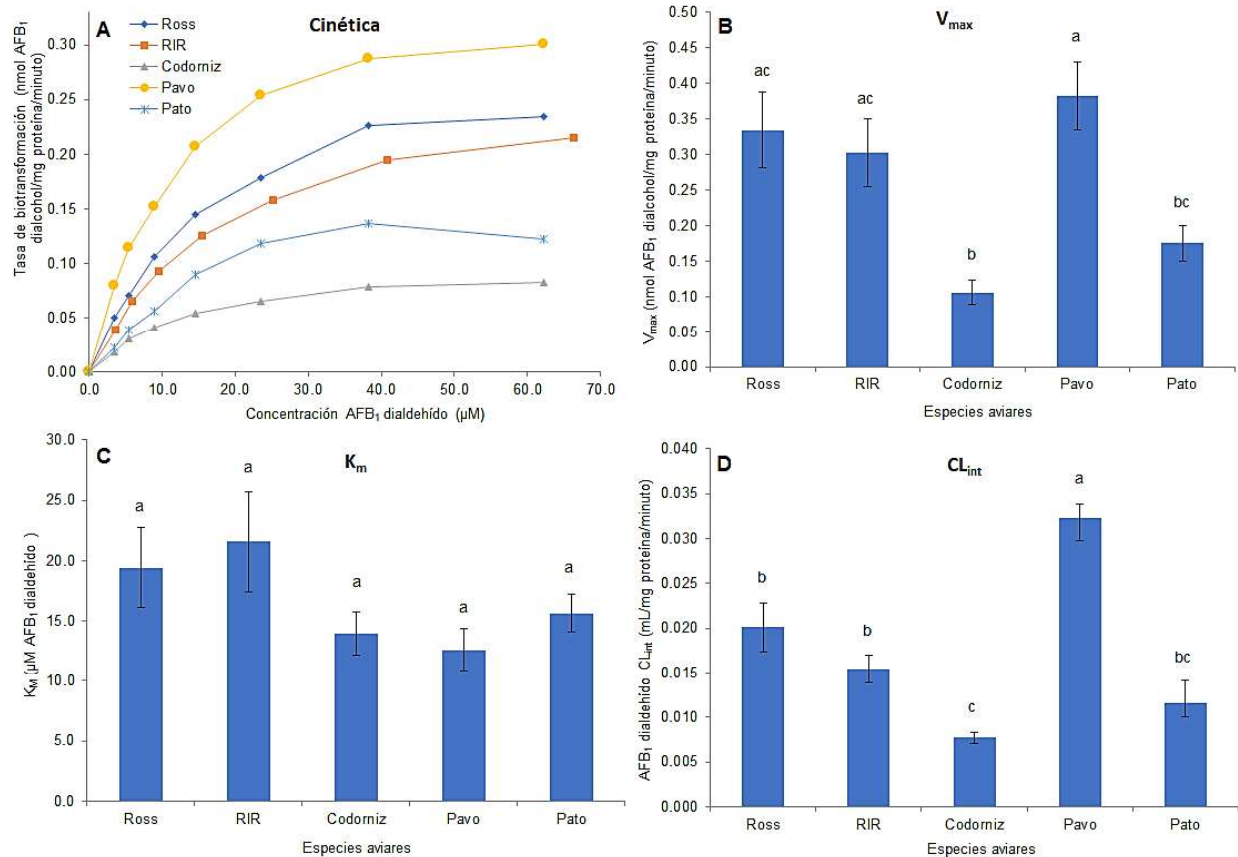 A
Cinética
Ross
RIR
Codorniz
Pavo
Pato
Tasa de biotransformación (nmol AFB₁
dialcohol/mg proteína/minuto)
0.30
0.25
0.20
0.15
0.10
0.05
0.00
0.0 10.0 20.0 30.0 40.0 50.0 60.0 70.0
Concentración AFB₁ dialdehído (µM)
B
Vmax
Vmax (nmol AFB₁ dialcohol/mg proteína/minuto)
0.50
0.45
0.40
0.35
0.30
0.25
0.20
0.15
0.10
0.05
0.00
ac ac b a bc
Ross RIR Codorniz Pavo Pato
Especies aviares
C
Km
KM (µM AFB₁ dialdehído )
30.0
25.0
20.0
15.0
10.0
5.0
0.0
a a a a a
Ross RIR Codorniz Pavo Pato
Especies aviares
D
CLint
AFB₁ dialdehído CLint (mL/mg proteína/minuto)
0.040
0.035
0.030
0.025
0.020
0.015
0.010
0.005
0.000
b b c a bc
Ross RIR Codorniz Pavo Pato
Especies aviares